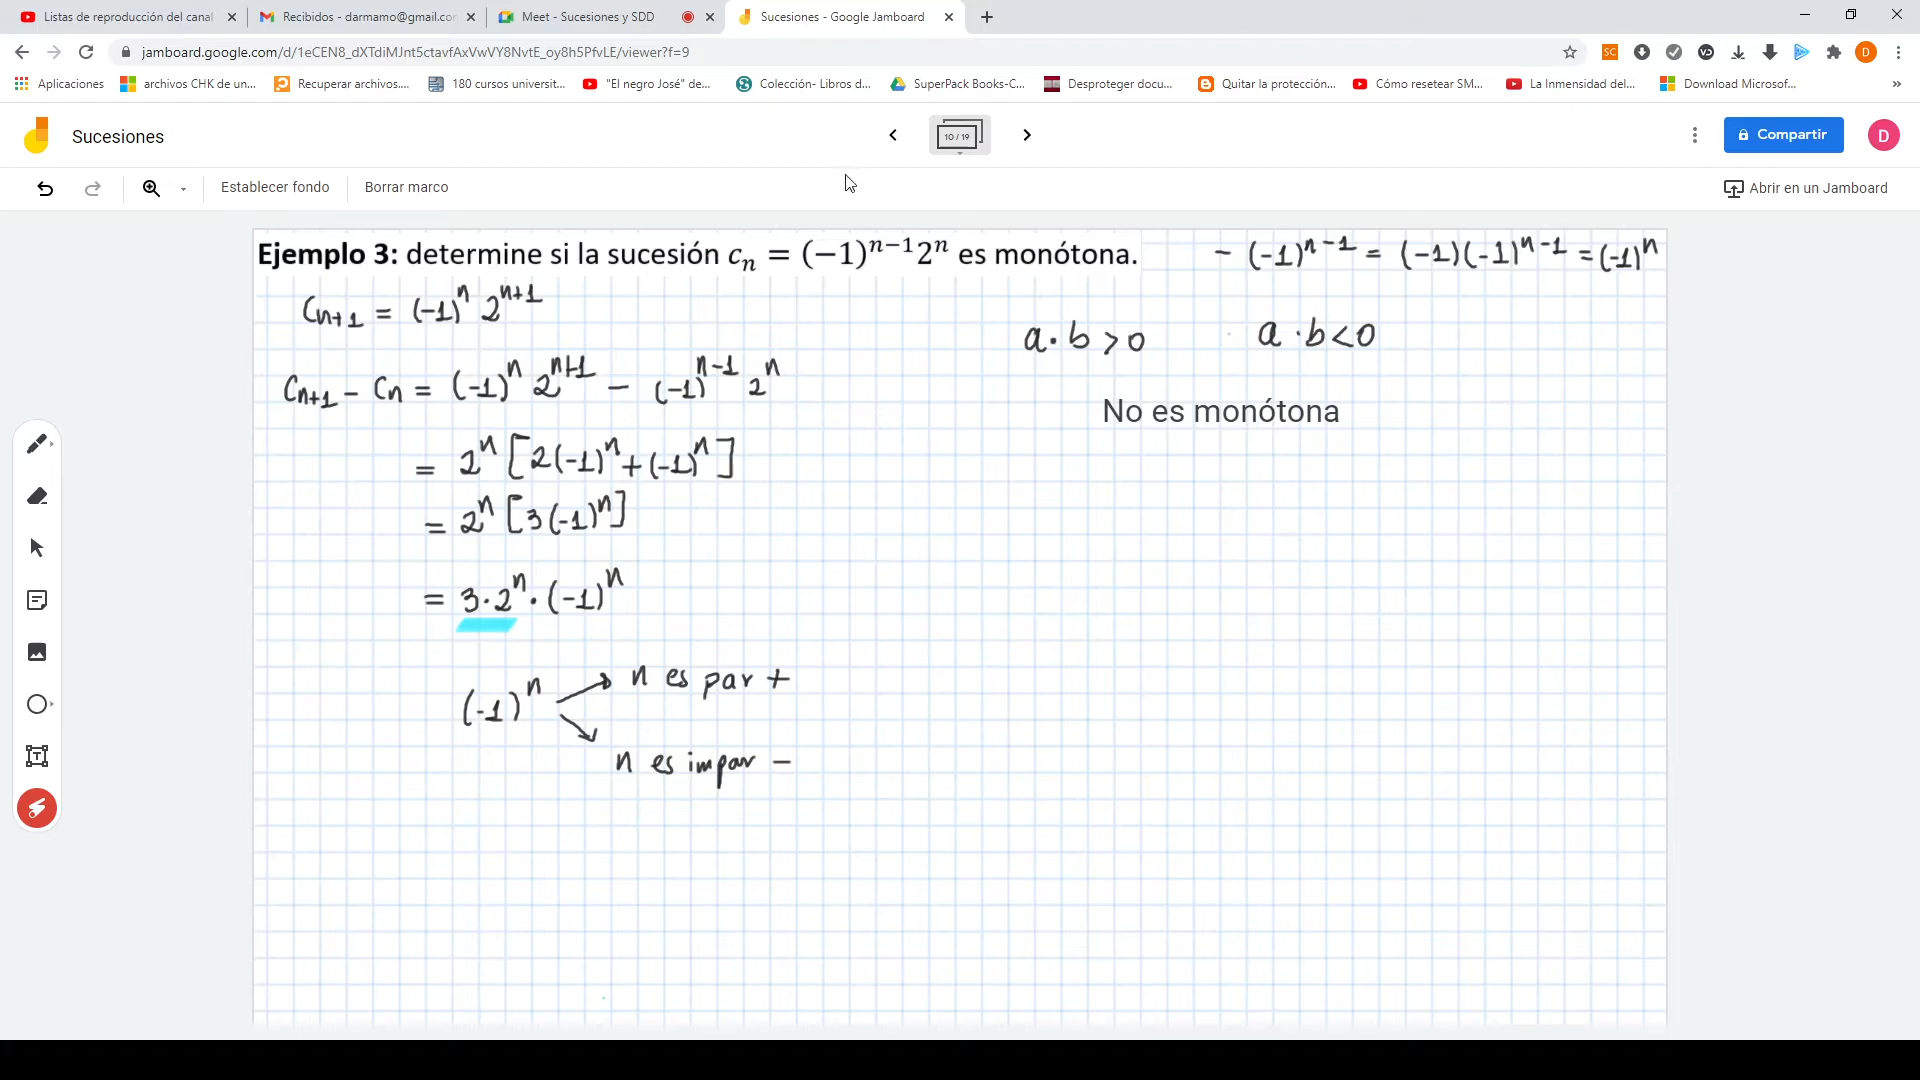 Listas de reproducción del canal
Recibidos - darmamo@gmail.co
Meet - Sucesiones y SDD
Sucesiones - Google Jamboard
jamboard.google.com/d/1eCEN8_dXTdiMJnt5ctavfAxVwVY8NvtE_oy8h5PfvLE/viewer?f=9
SC
D
Aplicaciones
archivos CHK de un...
Recuperar archivos....
180 cursos universit...
"El negro José" de...
Colección- Libros d...
SuperPack Books-C...
Desproteger docu...
Quitar la protección...
Cómo resetear SM...
La Inmensidad del...
Download Microsof...
»
Sucesiones
10 / 19
Compartir
D
Establecer fondo
Borrar marco
Abrir en un Jamboard
Ejemplo 3: determine si la sucesión cₙ = (−1)ⁿ⁻¹2ⁿ es monótona.
- (-1)ⁿ⁻¹ = (-1)(-1)ⁿ⁻¹ = (-1)ⁿ
Cₙ₊₁ = (-1)ⁿ 2ⁿ⁺¹
a·b > 0
a·b < 0
Cₙ₊₁ - Cₙ = (-1)ⁿ 2ⁿ⁺¹ - (-1)ⁿ⁻¹ 2ⁿ
No es monótona
= 2ⁿ [2(-1)ⁿ + (-1)ⁿ]
= 2ⁿ [3(-1)ⁿ]
= 3·2ⁿ·(-1)ⁿ
n es par +
(-1)ⁿ
n es impar -